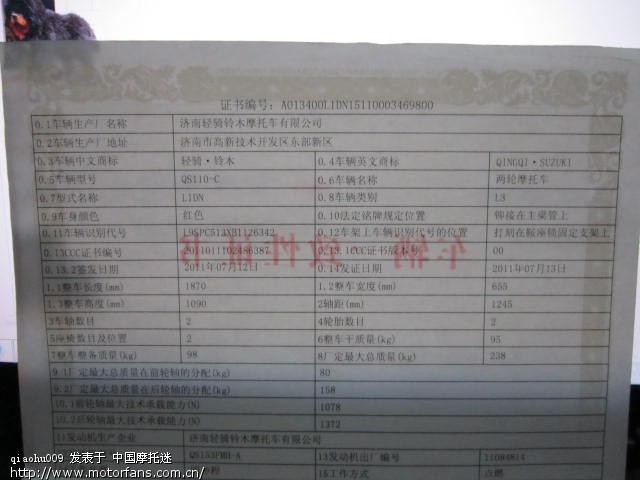 证书编号: A013400L1DN15110003469800
0.1车辆生产厂名称 济南轻骑铃木摩托车有限公司
0.2车辆生产厂地址 济南市高新技术开发区东部新区
0.3车辆中文商标 轻骑·铃木 0.4车辆英文商标 QINGQI·SUZUKI
0.5车辆型号 QS110-C 0.6车辆名称 两轮摩托车
0.7型式名称 L1DN 0.8车辆类别 L3
0.9车身颜色 红色 0.10法定铭牌规定位置 铆接在主梁管上
0.11车辆识别代号 L9SPC513XB1126342 0.12车架上车辆识别代号的位置 打刻在鞍座锁固定支架上
0.13CCC证书编号 2011011102486387 0.13.1CCC证书版本号 00
0.13.2签发日期 2011年07月12日 0.14发证日期 2011年07月13日
1.1整车长度(mm) 1870 1.2整车宽度(mm) 655
1.3整车高度(mm) 1090 2轴距(mm) 1245
3车轴数目 2 4轮胎数目 2
5座椅数目及位置 2 6整车干质量(kg) 95
7整车整备质量(kg) 98 8厂定最大总质量(kg) 238
9.1厂定最大总质量在前轮轴的分配(kg) 80
9.2厂定最大总质量在后轮轴的分配(kg) 158
10.1前轮轴最大技术承载能力(N) 1078
10.2后轮轴最大技术承载能力(N) 1372
11发动机生产企业 济南轻骑铃木摩托车有限公司
QS153FMH-A 13发动机出厂编号 11084814
15工作方式 点燃
车辆一致性证书
qiaohu009 发表于 中国摩托迷
http://www.motorfans.com.cn/